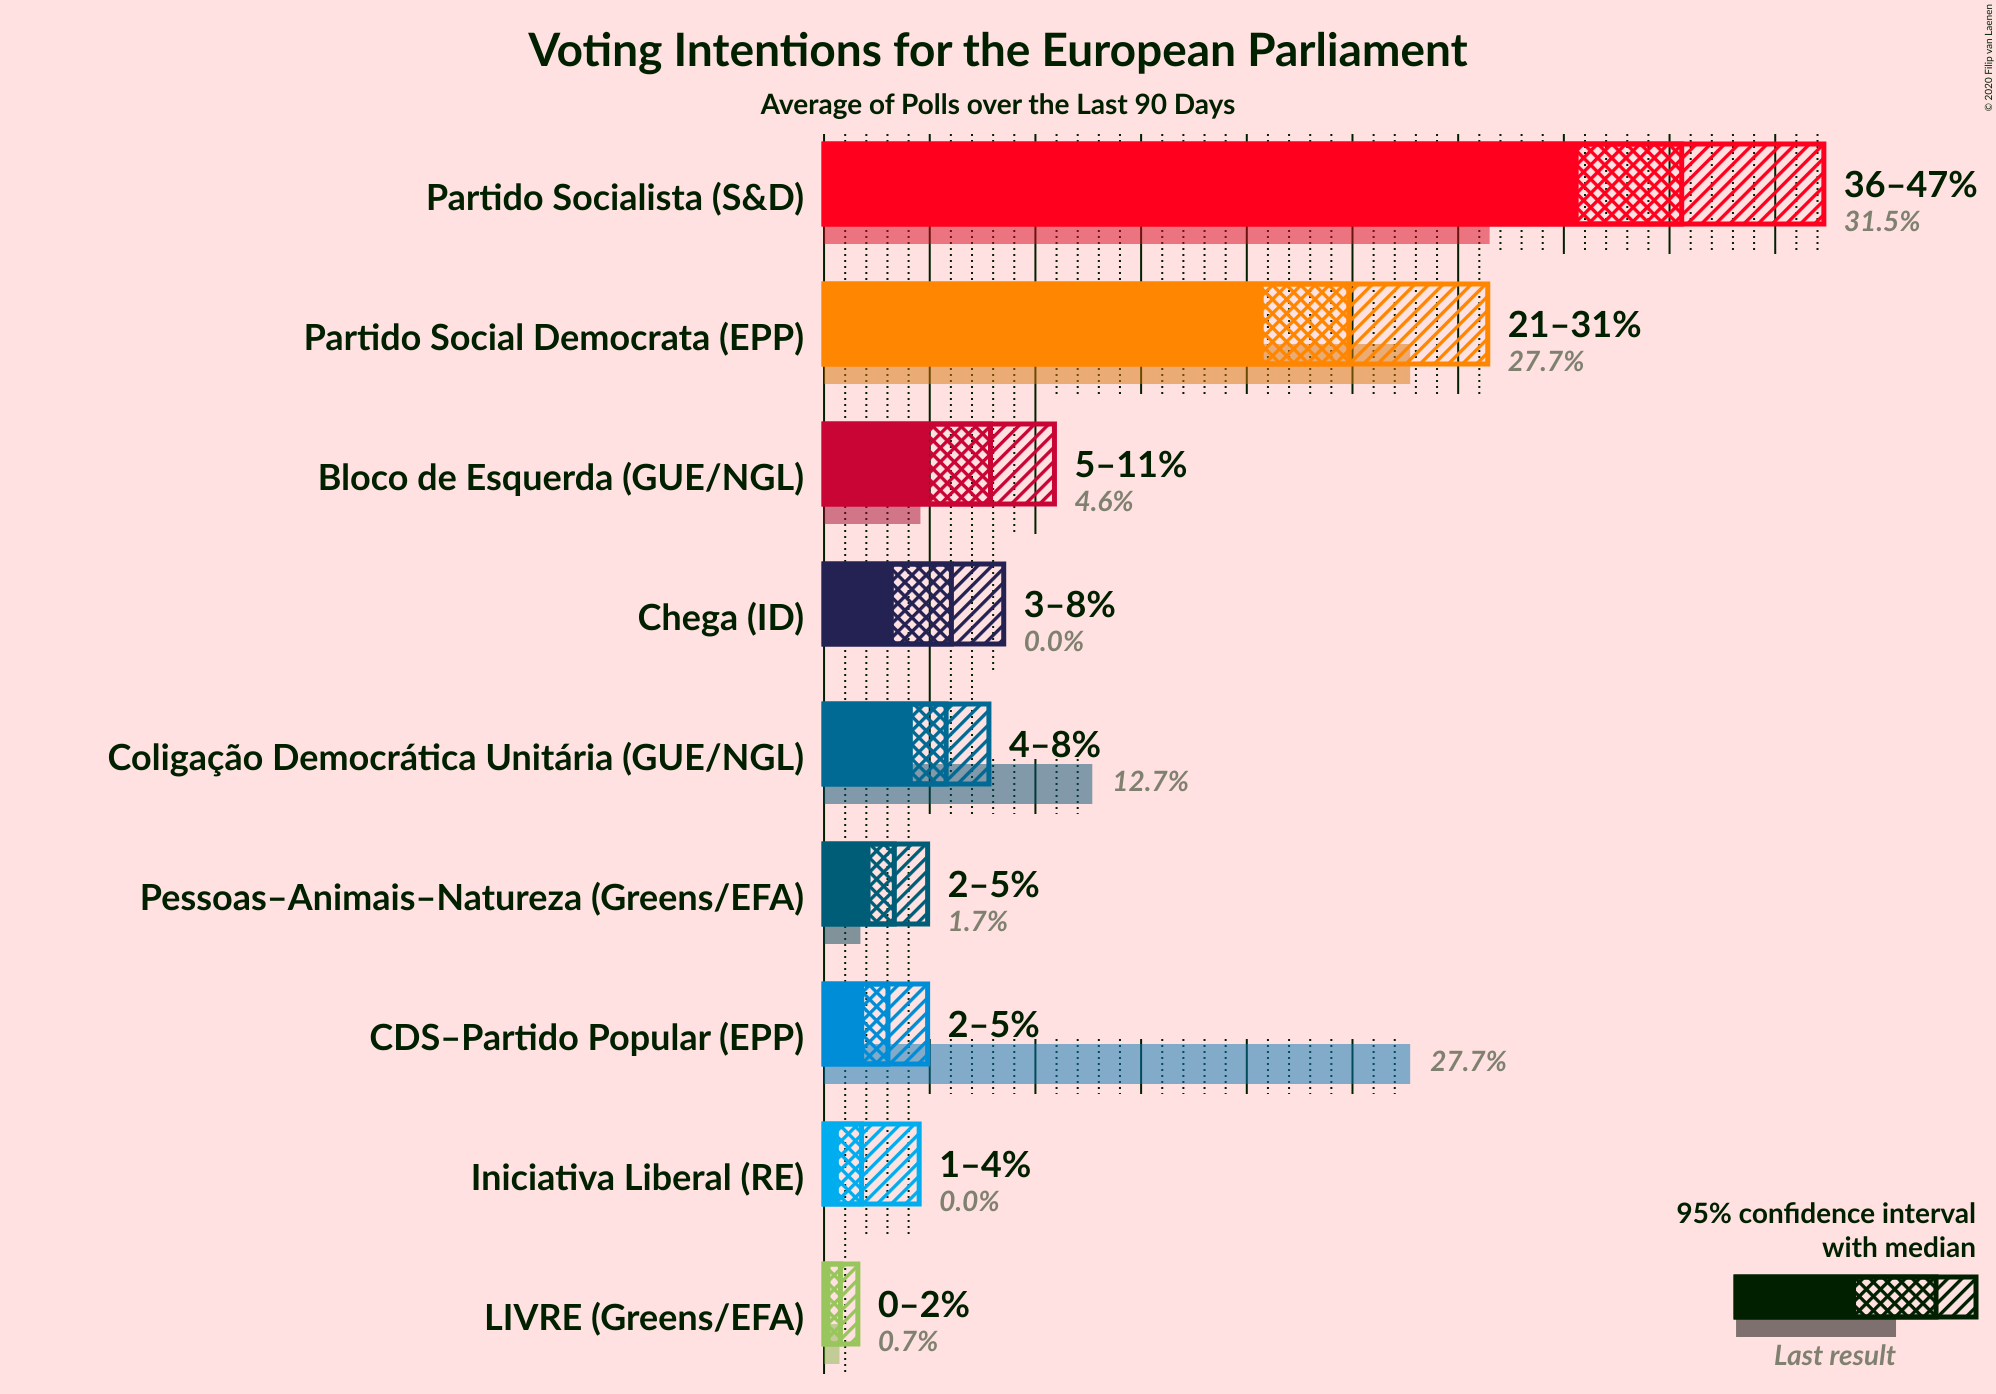 © 2020 Filip van Laenen
Voting Intentions for the European Parliament
Average of Polls over the Last 90 Days
Partido Socialista (S&D)
36–47%
31.5%
Partido Social Democrata (EPP)
21–31%
27.7%
Bloco de Esquerda (GUE/NGL)
5–11%
4.6%
Chega (ID)
3–8%
0.0%
Coligação Democrática Unitária (GUE/NGL)
4–8%
12.7%
Pessoas–Animais–Natureza (Greens/EFA)
2–5%
1.7%
CDS–Partido Popular (EPP)
2–5%
27.7%
Iniciativa Liberal (RE)
1–4%
0.0%
LIVRE (Greens/EFA)
0–2%
0.7%
95% confidence interval
with median
Last result